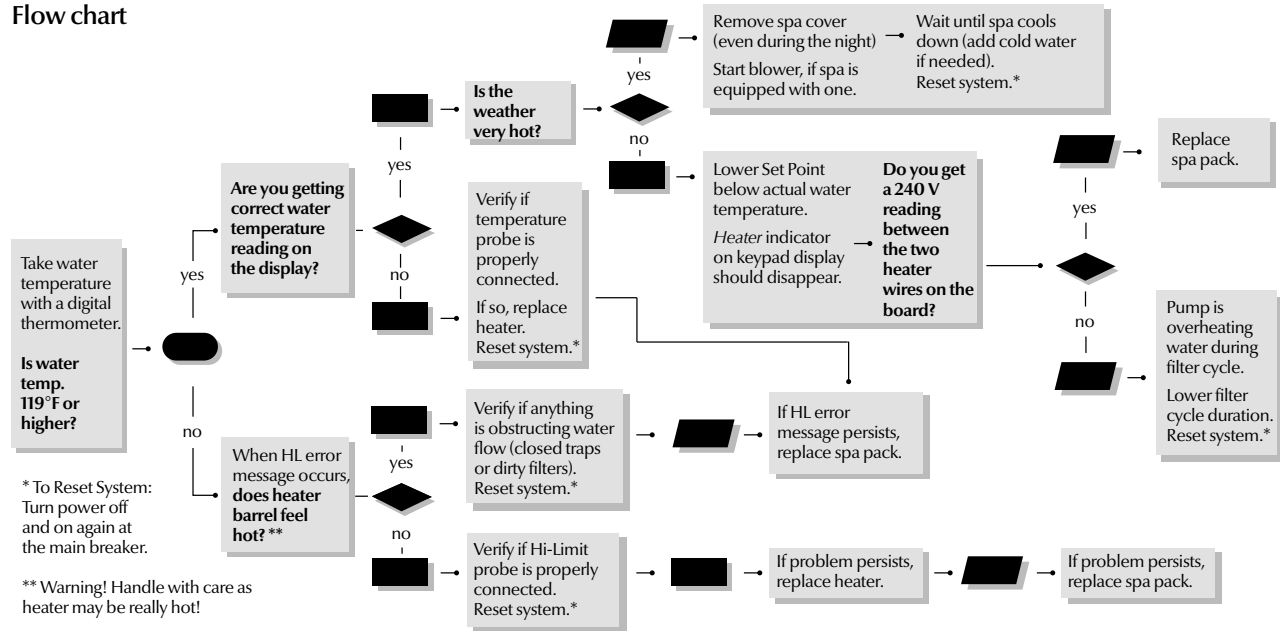 Flow chart
Take water
temperature
with a digital
thermometer.
Is water
temp.
119°F or
higher?
yes
no
Are you getting
correct water
temperature
reading on
the display?
yes
no
Is the
weather
very hot?
yes
no
Remove spa cover
(even during the night)
Start blower, if spa is
equipped with one.
Wait until spa cools
down (add cold water
if needed).
Reset system.*
Lower Set Point
below actual water
temperature.
Heater indicator
on keypad display
should disappear.
Do you get
a 240 V
reading
between
the two
heater
wires on the
board?
yes
no
Replace
spa pack.
Pump is
overheating
water during
filter cycle.
Lower filter
cycle duration.
Reset system.*
Verify if
temperature
probe is
properly
connected.
If so, replace
heater.
Reset system.*
When HL error
message occurs,
does heater
barrel feel
hot? **
yes
no
Verify if anything
is obstructing water
flow (closed traps
or dirty filters).
Reset system.*
If HL error
message persists,
replace spa pack.
Verify if Hi-Limit
probe is properly
connected.
Reset system.*
If problem persists,
replace heater.
If problem persists,
replace spa pack.
* To Reset System:
Turn power off
and on again at
the main breaker.
** Warning! Handle with care as
heater may be really hot!